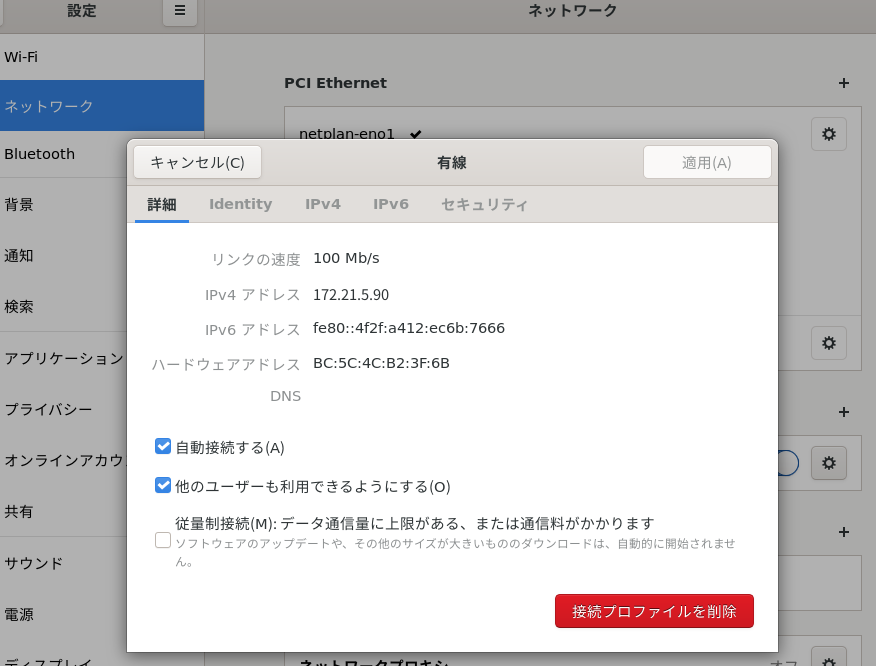 設定
ネットワーク
Wi-Fi
ネットワーク
Bluetooth
背景
通知
検索
アプリケーション
プライバシー
オンラインアカウ
共有
サウンド
電源
ディスプレイ
PCI Ethernet
netplan-eno1
キャンセル(C)
有線
適用(A)
詳細
Identity
IPv4
IPv6
セキュリティ
リンクの速度 100 Mb/s
IPv4 アドレス 172.21.5.90
IPv6 アドレス fe80::4f2f:a412:ec6b:7666
ハードウェアアドレス BC:5C:4C:B2:3F:6B
DNS
自動接続する(A)
他のユーザーも利用できるようにする(O)
従量制接続(M): データ通信量に上限がある、または通信料がかかります
ソフトウェアのアップデートや、その他のサイズが大きいもののダウンロードは、自動的に開始されませ
ん。
接続プロファイルを削除
ネットワークプロキシ
オフ